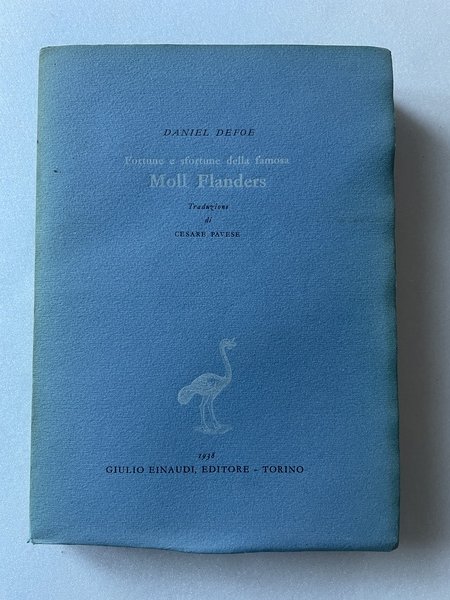 DANIEL DEFOE
Fortune e sfortune della famosa
Moll Flanders
Traduzione
di
CESARE PAVESE
1938
GIULIO EINAUDI, EDITORE - TORINO